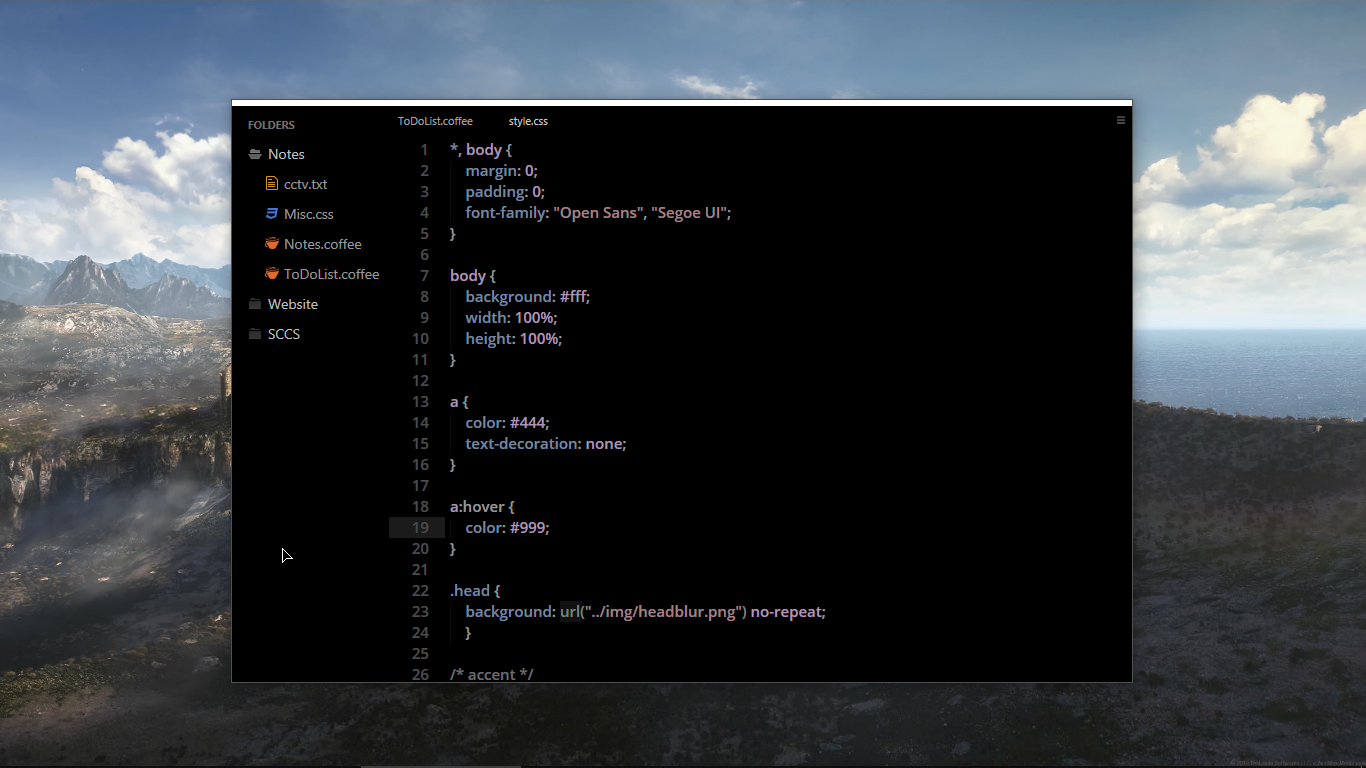 FOLDERS
Notes
cctv.txt
Misc.css
Notes.coffee
ToDoList.coffee
Website
SCCS
ToDoList.coffee style.css
1 *, body {
2 margin: 0;
3 padding: 0;
4 font-family: "Open Sans", "Segoe UI";
5 }
6
7 body {
8 background: #fff;
9 width: 100%;
10 height: 100%;
11 }
12
13 a {
14 color: #444;
15 text-decoration: none;
16 }
17
18 a:hover {
19 color: #999;
20 }
21
22 .head {
23 background: url("../img/headblur.png") no-repeat;
24 }
25
26 /* accent */